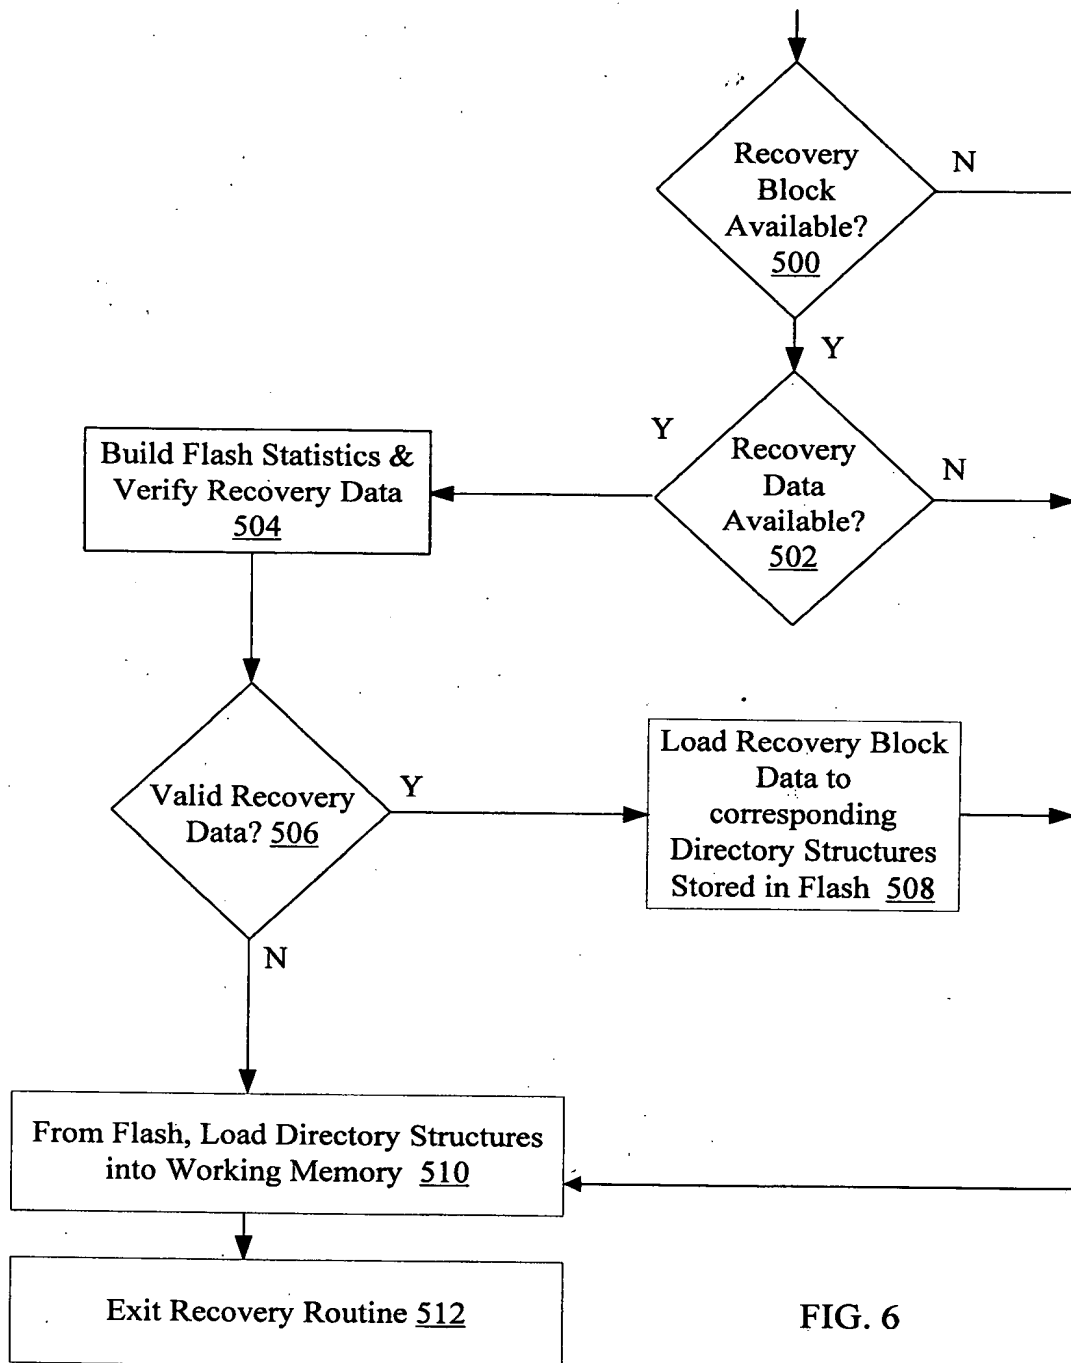 Recovery
Block
Available?
500
N
Y
Recovery
Data
Available?
502
Y
N
Build Flash Statistics &
Verify Recovery Data
504
Valid Recovery
Data? 506
Y
N
Load Recovery Block
Data to
corresponding
Directory Structures
Stored in Flash 508
From Flash, Load Directory Structures
into Working Memory 510
Exit Recovery Routine 512
FIG. 6